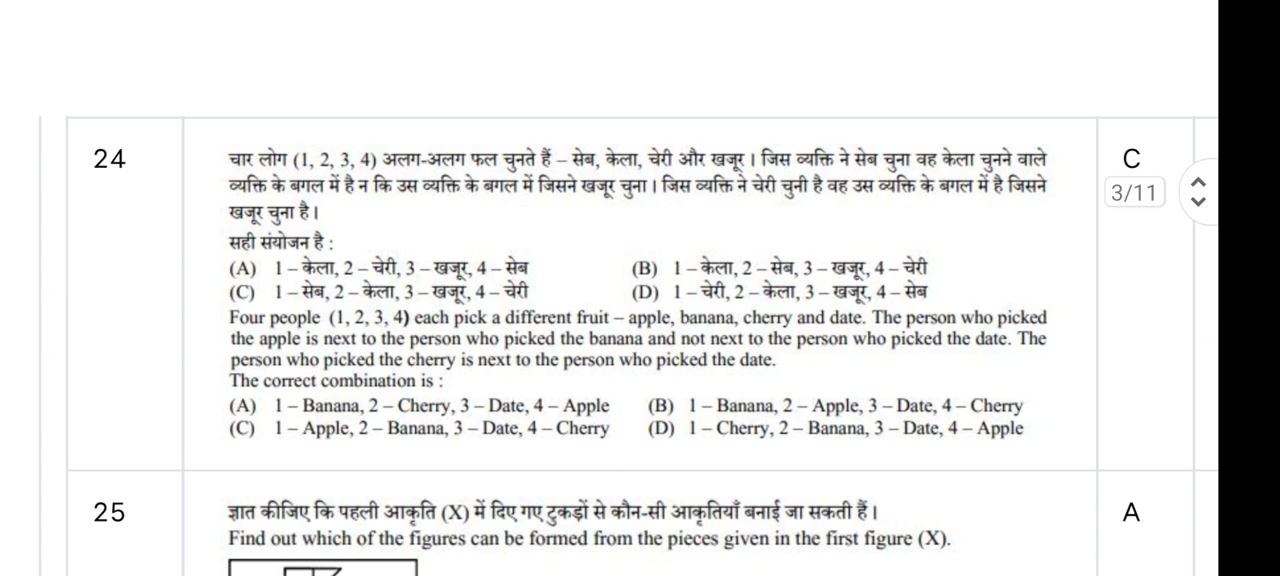 24
चार लोग (1, 2, 3, 4) अलग-अलग फल चुनते हैं – सेब, केला, चेरी और खजूर । जिस व्यक्ति ने सेब चुना वह केला चुनने वाले
व्यक्ति के बगल में है न कि उस व्यक्ति के बगल में जिसने खजूर चुना । जिस व्यक्ति ने चेरी चुनी है वह उस व्यक्ति के बगल में है जिसने
खजूर चुना है ।
सही संयोजन है :
(A) 1 – केला, 2 – चेरी, 3 – खजूर, 4 – सेब (B) 1 – केला, 2 – सेब, 3 – खजूर, 4 – चेरी
(C) 1 – सेब, 2 – केला, 3 – खजूर, 4 – चेरी (D) 1 – चेरी, 2 – केला, 3 – खजूर, 4 – सेब
Four people (1, 2, 3, 4) each pick a different fruit – apple, banana, cherry and date. The person who picked
the apple is next to the person who picked the banana and not next to the person who picked the date. The
person who picked the cherry is next to the person who picked the date.
The correct combination is :
(A) 1 – Banana, 2 – Cherry, 3 – Date, 4 – Apple (B) 1 – Banana, 2 – Apple, 3 – Date, 4 – Cherry
(C) 1 – Apple, 2 – Banana, 3 – Date, 4 – Cherry (D) 1 – Cherry, 2 – Banana, 3 – Date, 4 – Apple
C
3/11
25
ज्ञात कीजिए कि पहली आकृति (X) में दिए गए टुकड़ों से कौन-सी आकृतियाँ बनाई जा सकती हैं ।
Find out which of the figures can be formed from the pieces given in the first figure (X).
A